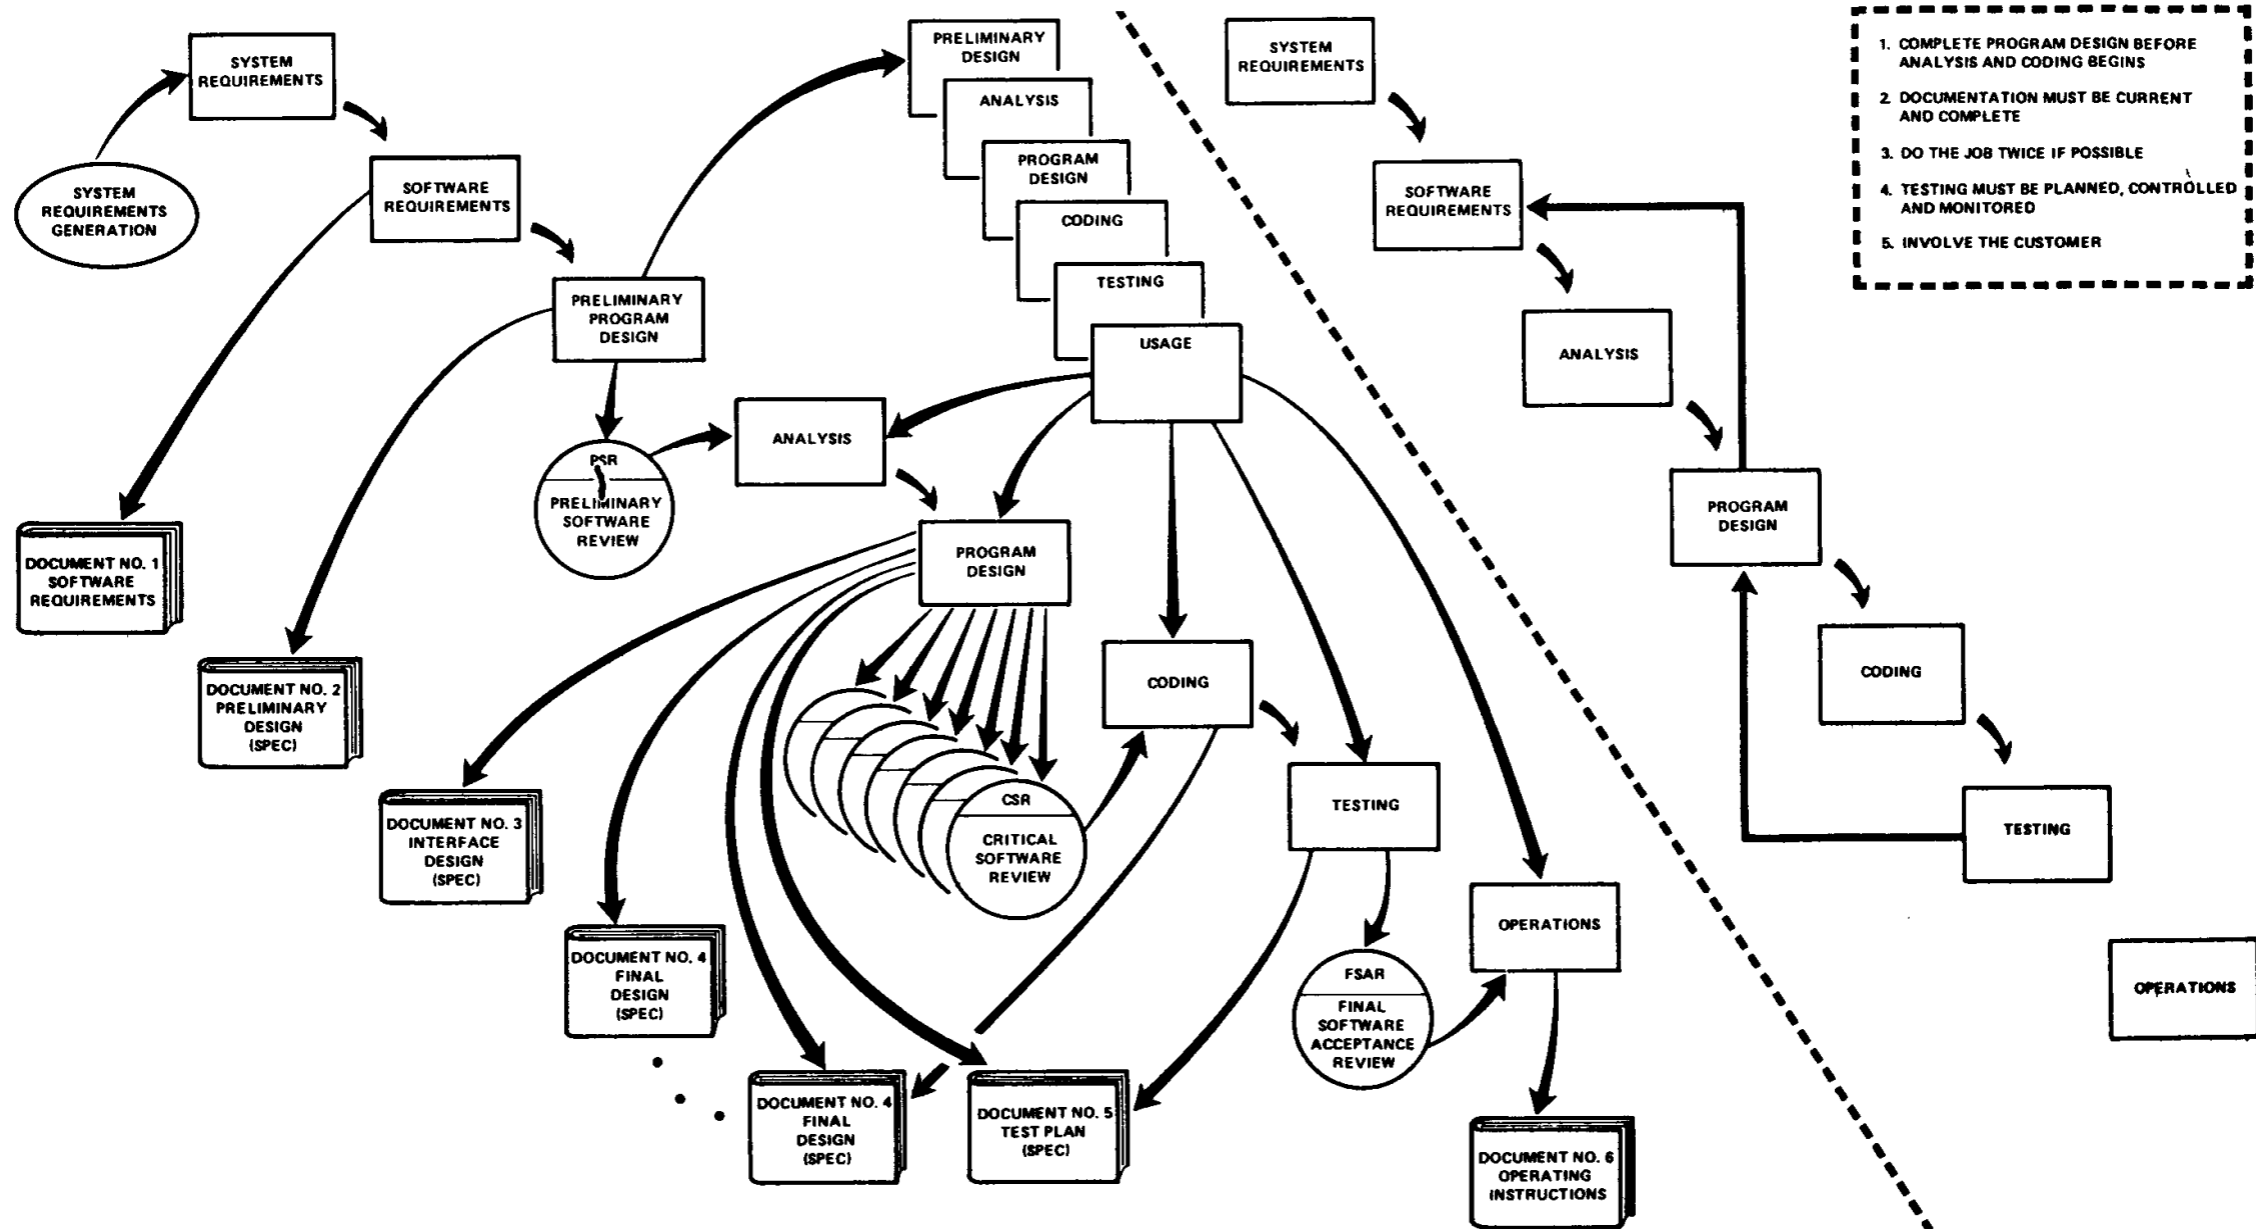 SYSTEM
REQUIREMENTS
SYSTEM
REQUIREMENTS
GENERATION
SOFTWARE
REQUIREMENTS
PRELIMINARY
PROGRAM
DESIGN
PRELIMINARY
DESIGN
ANALYSIS
PROGRAM
DESIGN
CODING
TESTING
USAGE
PSR
PRELIMINARY
SOFTWARE
REVIEW
ANALYSIS
PROGRAM
DESIGN
CODING
CSR
CRITICAL
SOFTWARE
REVIEW
TESTING
OPERATIONS
FSAR
FINAL
SOFTWARE
ACCEPTANCE
REVIEW
DOCUMENT NO. 1
SOFTWARE
REQUIREMENTS
DOCUMENT NO. 2
PRELIMINARY
DESIGN
(SPEC)
DOCUMENT NO. 3
INTERFACE
DESIGN
(SPEC)
DOCUMENT NO. 4
FINAL
DESIGN
(SPEC)
DOCUMENT NO. 4
FINAL
DESIGN
(SPEC)
DOCUMENT NO. 5
TEST PLAN
(SPEC)
DOCUMENT NO. 6
OPERATING
INSTRUCTIONS
SYSTEM
REQUIREMENTS
SOFTWARE
REQUIREMENTS
ANALYSIS
PROGRAM
DESIGN
CODING
TESTING
OPERATIONS
1. COMPLETE PROGRAM DESIGN BEFORE
ANALYSIS AND CODING BEGINS
2. DOCUMENTATION MUST BE CURRENT
AND COMPLETE
3. DO THE JOB TWICE IF POSSIBLE
4. TESTING MUST BE PLANNED, CONTROLLED
AND MONITORED
5. INVOLVE THE CUSTOMER